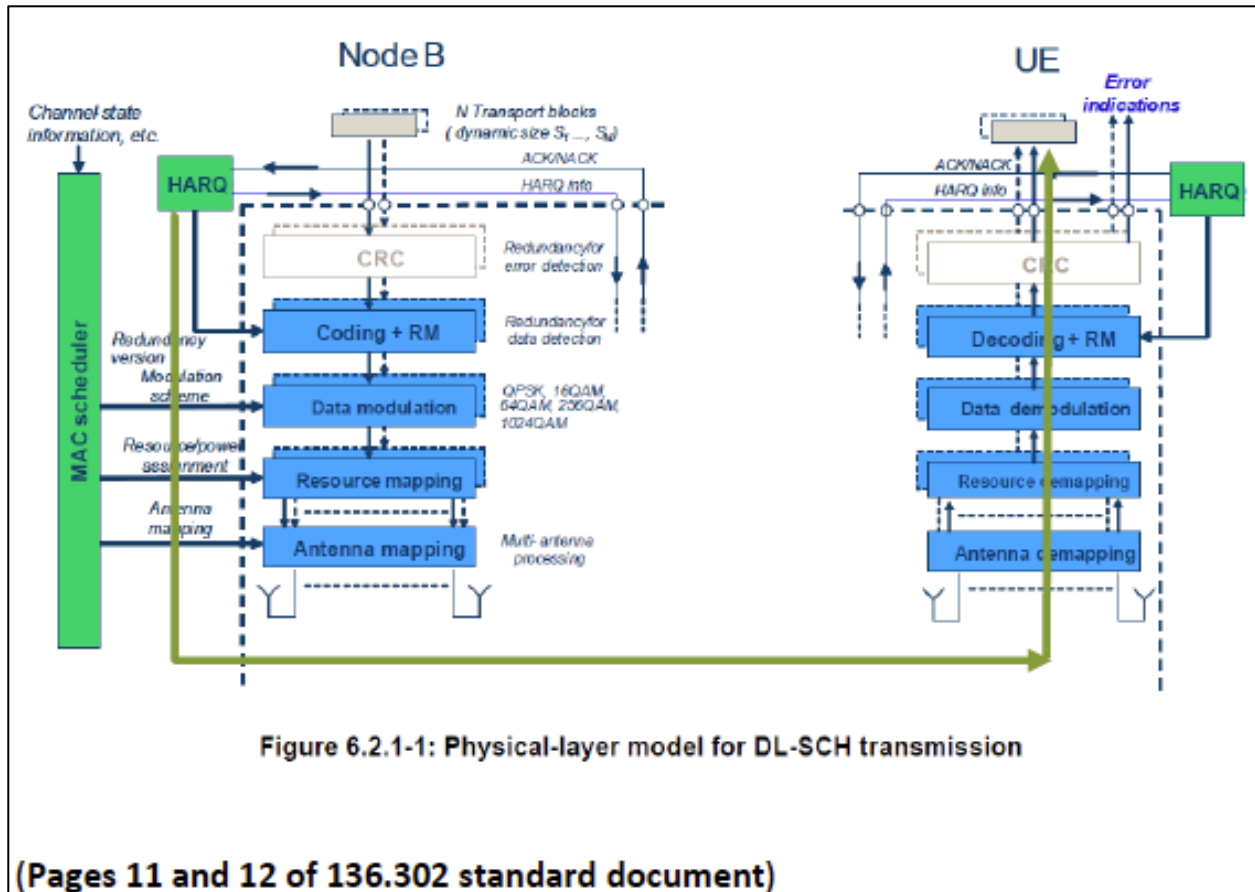 Node B
UE
Channel-state
information, etc.
N Transport blocks
( dynamic size S1 ..., SN)
Error
indications
HARQ
ACK/NACK
HARQ info
ACK/NACK
HARQ info
HARQ
CRC
Redundancy for
error detection
CRC
Coding + RM
Redundancy for
data detection
Decoding + RM
MAC scheduler
Redundancy
version
Modulation
scheme
Data modulation
QPSK, 16QAM,
64QAM, 256QAM,
1024QAM
Data demodulation
Resource/power
assignment
Resource mapping
Resource demapping
Antenna
mapping
Antenna mapping
Multi- antenna
processing
Antenna demapping
Figure 6.2.1-1: Physical-layer model for DL-SCH transmission
(Pages 11 and 12 of 136.302 standard document)